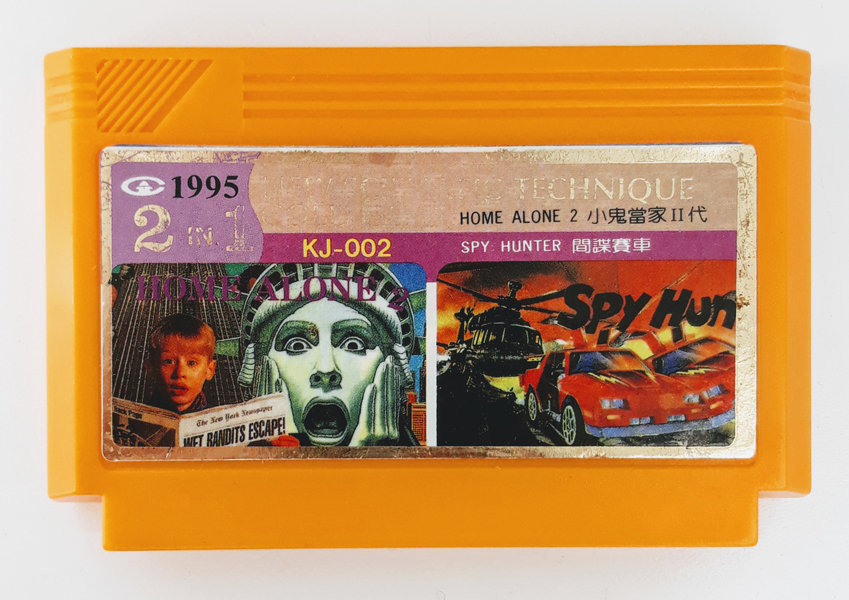 1995
TECHNIQUE
2 IN 1
HOME ALONE 2 小鬼當家II代
KJ-002
SPY HUNTER 間諜賽車
HOME ALONE 2
Spy Hun
The New York Newspaper
WET BANDITS ESCAPE!